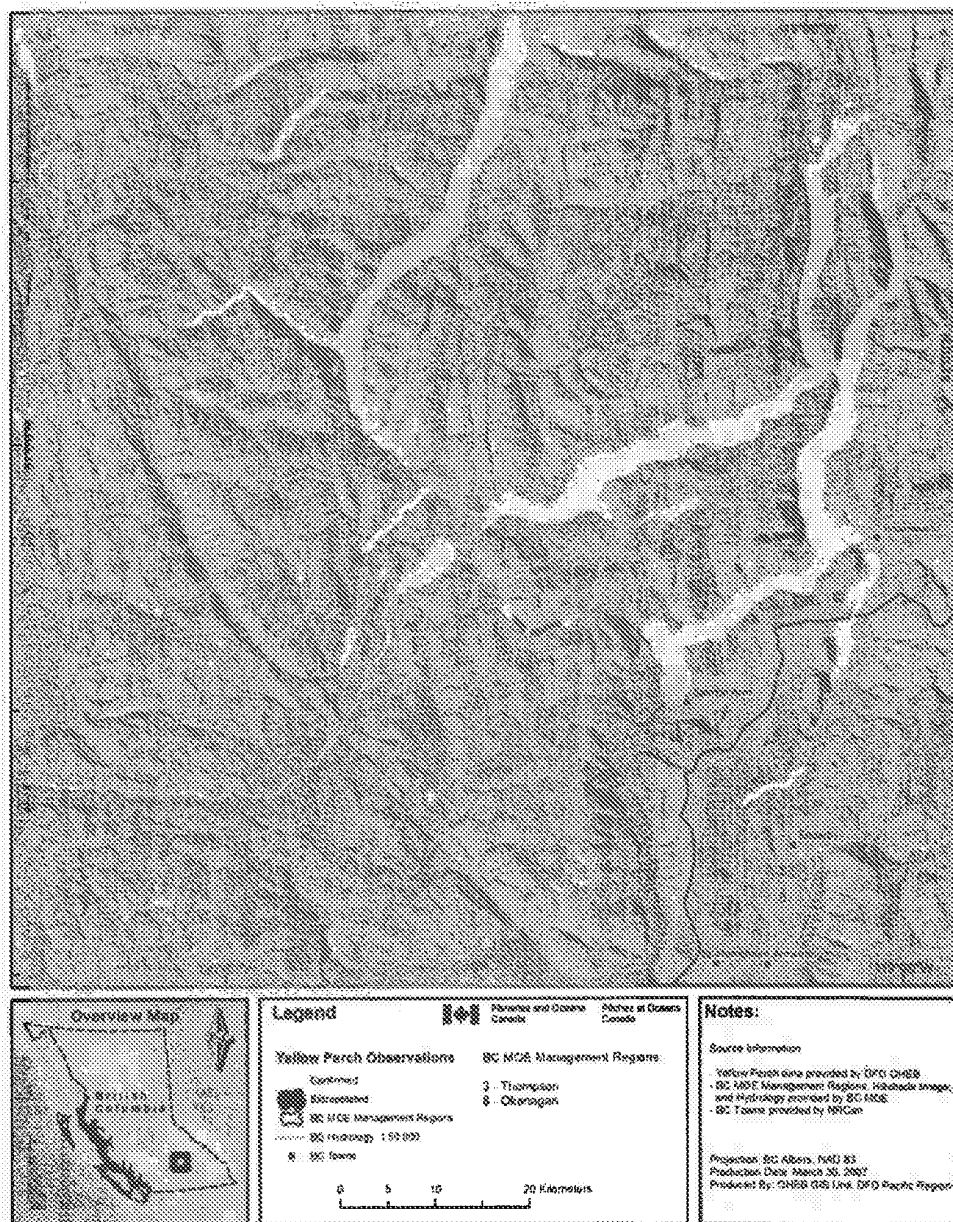 Overview Map
British
Columbia
Legend
Fisheries and Oceans
Canada
Pêches et Océans
Canada
Yellow Perch Observations
Confirmed
Extrapolated
BC MOE Management Regions
BC Hydrology 1:50 000
BC Towns
BC MOE Management Regions
3 - Thompson
8 - Okanagan
0 5 10 20 Kilometers
Notes:
Source Information
- Yellow Perch data provided by DFO OHEB
- BC MOE Management Regions, Hillshade Image,
and Hydrology provided by BC MOE
- BC Towns provided by NRCan
Projection: BC Albers, NAD 83
Production Date: March 30, 2007
Produced By: OHEB GIS Unit, DFO Pacific Region